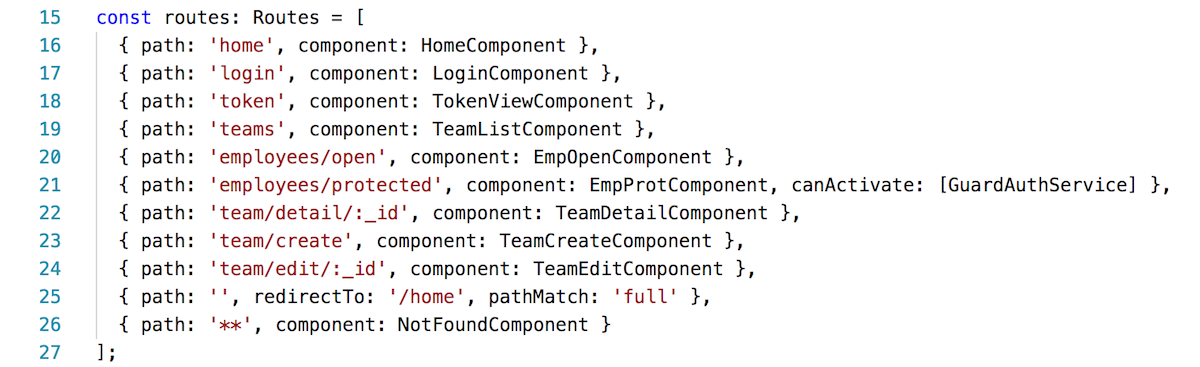 15 const routes: Routes = [
16 { path: 'home', component: HomeComponent },
17 { path: 'login', component: LoginComponent },
18 { path: 'token', component: TokenViewComponent },
19 { path: 'teams', component: TeamListComponent },
20 { path: 'employees/open', component: EmpOpenComponent },
21 { path: 'employees/protected', component: EmpProtComponent, canActivate: [GuardAuthService] },
22 { path: 'team/detail/:_id', component: TeamDetailComponent },
23 { path: 'team/create', component: TeamCreateComponent },
24 { path: 'team/edit/:_id', component: TeamEditComponent },
25 { path: '', redirectTo: '/home', pathMatch: 'full' },
26 { path: '**', component: NotFoundComponent }
27 ];